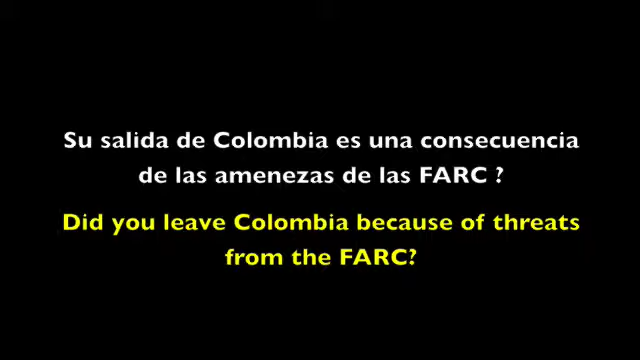 Su salida de Colombia es una consecuencia
de las amenezas de las FARC ?
Did you leave Colombia because of threats
from the FARC?